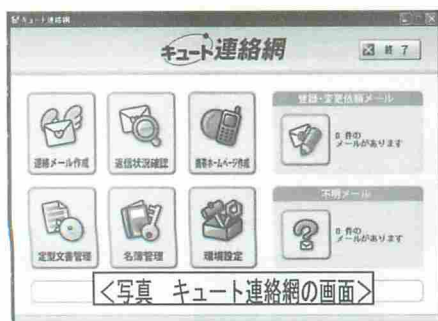 キュート連絡網
キュート連絡網
終了
連絡メール作成
返信状況確認
携帯ホームページ作成
登録・変更依頼メール
0 件の
メールがあります
定型文書管理
名簿管理
環境設定
不明メール
0 件の
メールがあります
<写真 キュート連絡網の画面>